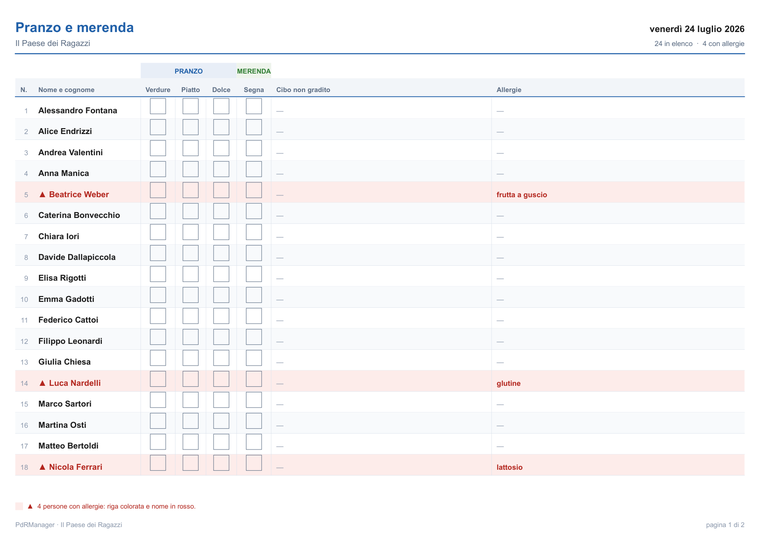 Pranzo e merenda
venerdì 24 luglio 2026
Il Paese dei Ragazzi
24 in elenco · 4 con allergie
PRANZO MERENDA
N. Nome e cognome Verdure Piatto Dolce Segna Cibo non gradito Allergie
1 Alessandro Fontana — —
2 Alice Endrizzi — —
3 Andrea Valentini — —
4 Anna Manica — —
5 ▲ Beatrice Weber — frutta a guscio
6 Caterina Bonvecchio — —
7 Chiara Iori — —
8 Davide Dallapiccola — —
9 Elisa Rigotti — —
10 Emma Gadotti — —
11 Federico Cattoi — —
12 Filippo Leonardi — —
13 Giulia Chiesa — —
14 ▲ Luca Nardelli — glutine
15 Marco Sartori — —
16 Martina Osti — —
17 Matteo Bertoldi — —
18 ▲ Nicola Ferrari — lattosio
▲ 4 persone con allergie: riga colorata e nome in rosso.
PdRManager · Il Paese dei Ragazzi
pagina 1 di 2